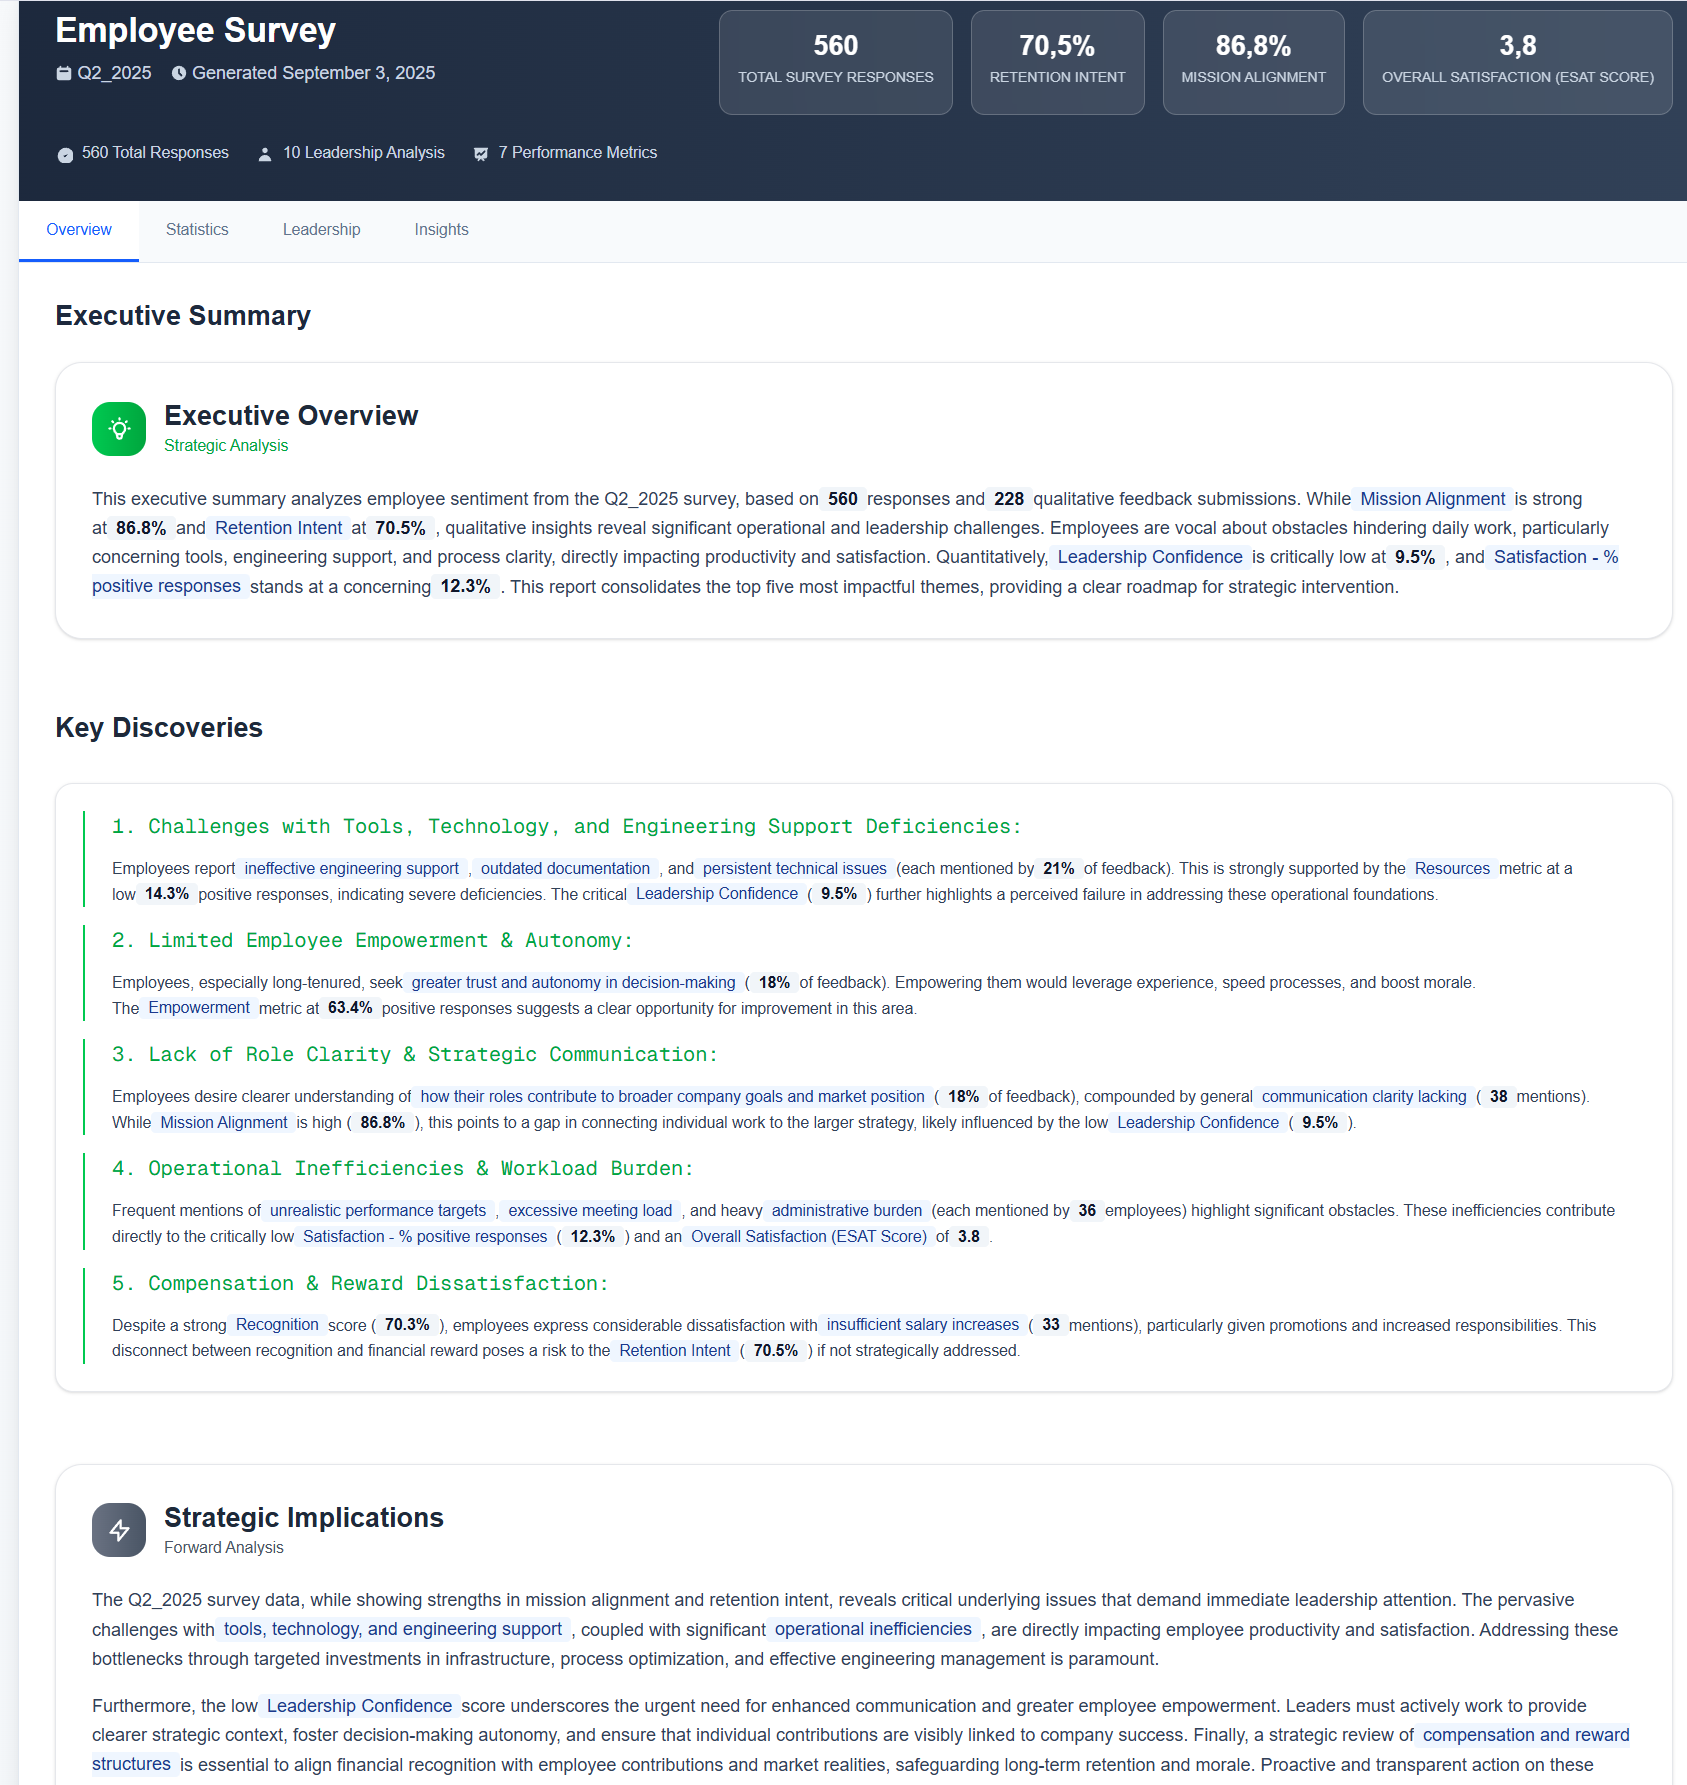 Employee Survey
Q2_2025 Generated September 3, 2025
560
TOTAL SURVEY RESPONSES
70,5%
RETENTION INTENT
86,8%
MISSION ALIGNMENT
3,8
OVERALL SATISFACTION (ESAT SCORE)
560 Total Responses 10 Leadership Analysis 7 Performance Metrics
Overview Statistics Leadership Insights
Executive Summary
Executive Overview
Strategic Analysis
This executive summary analyzes employee sentiment from the Q2_2025 survey, based on 560 responses and 228 qualitative feedback submissions. While Mission Alignment is strong
at 86.8% and Retention Intent at 70.5% , qualitative insights reveal significant operational and leadership challenges. Employees are vocal about obstacles hindering daily work, particularly
concerning tools, engineering support, and process clarity, directly impacting productivity and satisfaction. Quantitatively, Leadership Confidence is critically low at 9.5% , and Satisfaction - %
positive responses stands at a concerning 12.3% . This report consolidates the top five most impactful themes, providing a clear roadmap for strategic intervention.
Key Discoveries
1. Challenges with Tools, Technology, and Engineering Support Deficiencies:
Employees report ineffective engineering support , outdated documentation , and persistent technical issues (each mentioned by 21% of feedback). This is strongly supported by the Resources metric at a
low 14.3% positive responses, indicating severe deficiencies. The critical Leadership Confidence ( 9.5% ) further highlights a perceived failure in addressing these operational foundations.
2. Limited Employee Empowerment & Autonomy:
Employees, especially long-tenured, seek greater trust and autonomy in decision-making ( 18% of feedback). Empowering them would leverage experience, speed processes, and boost morale.
The Empowerment metric at 63.4% positive responses suggests a clear opportunity for improvement in this area.
3. Lack of Role Clarity & Strategic Communication:
Employees desire clearer understanding of how their roles contribute to broader company goals and market position ( 18% of feedback), compounded by general communication clarity lacking ( 38 mentions).
While Mission Alignment is high ( 86.8% ), this points to a gap in connecting individual work to the larger strategy, likely influenced by the low Leadership Confidence ( 9.5% ).
4. Operational Inefficiencies & Workload Burden:
Frequent mentions of unrealistic performance targets , excessive meeting load , and heavy administrative burden (each mentioned by 36 employees) highlight significant obstacles. These inefficiencies contribute
directly to the critically low Satisfaction - % positive responses ( 12.3% ) and an Overall Satisfaction (ESAT Score) of 3.8 .
5. Compensation & Reward Dissatisfaction:
Despite a strong Recognition score ( 70.3% ), employees express considerable dissatisfaction with insufficient salary increases ( 33 mentions), particularly given promotions and increased responsibilities. This
disconnect between recognition and financial reward poses a risk to the Retention Intent ( 70.5% ) if not strategically addressed.
Strategic Implications
Forward Analysis
The Q2_2025 survey data, while showing strengths in mission alignment and retention intent, reveals critical underlying issues that demand immediate leadership attention. The pervasive
challenges with tools, technology, and engineering support , coupled with significant operational inefficiencies , are directly impacting employee productivity and satisfaction. Addressing these
bottlenecks through targeted investments in infrastructure, process optimization, and effective engineering management is paramount.
Furthermore, the low Leadership Confidence score underscores the urgent need for enhanced communication and greater employee empowerment. Leaders must actively work to provide
clearer strategic context, foster decision-making autonomy, and ensure that individual contributions are visibly linked to company success. Finally, a strategic review of compensation and reward
structures is essential to align financial recognition with employee contributions and market realities, safeguarding long-term retention and morale. Proactive and transparent action on these